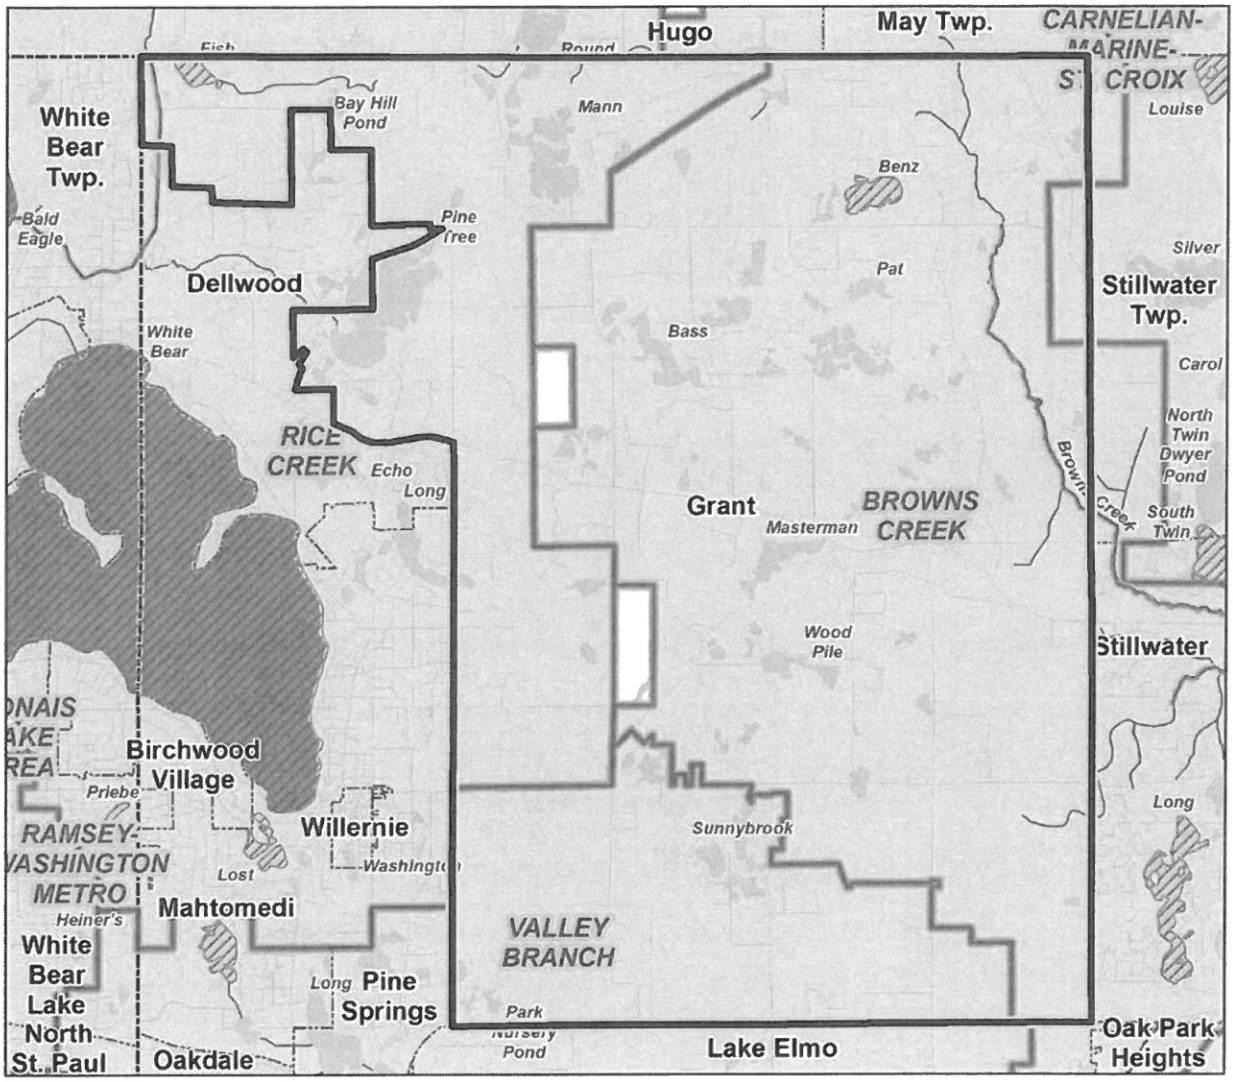 Hugo
May Twp.
CARNELIAN-
MARINE-
ST. CROIX
Fish
Round
White
Bear
Twp.
Bay Hill
Pond
Mann
Louise
Benz
Bald
Eagle
Pine
Tree
Silver
Dellwood
Pat
Stillwater
Twp.
White
Bear
Bass
Carol
North
Twin
Dwyer
Pond
RICE
CREEK
Echo
Long
Grant
BROWNS
CREEK
Masterman
Browns Creek
South
Twin
Wood
Pile
Stillwater
Birchwood
Village
Priebe
Long
Willernie
Sunnybrook
RAMSEY-
WASHINGTON
METRO
Lost
Heiner's
Mahtomedi
VALLEY
BRANCH
White
Bear
Lake
North
St. Paul
Long
Pine
Springs
Park
Nursery
Pond
Oakdale
Lake Elmo
Oak Park
Heights